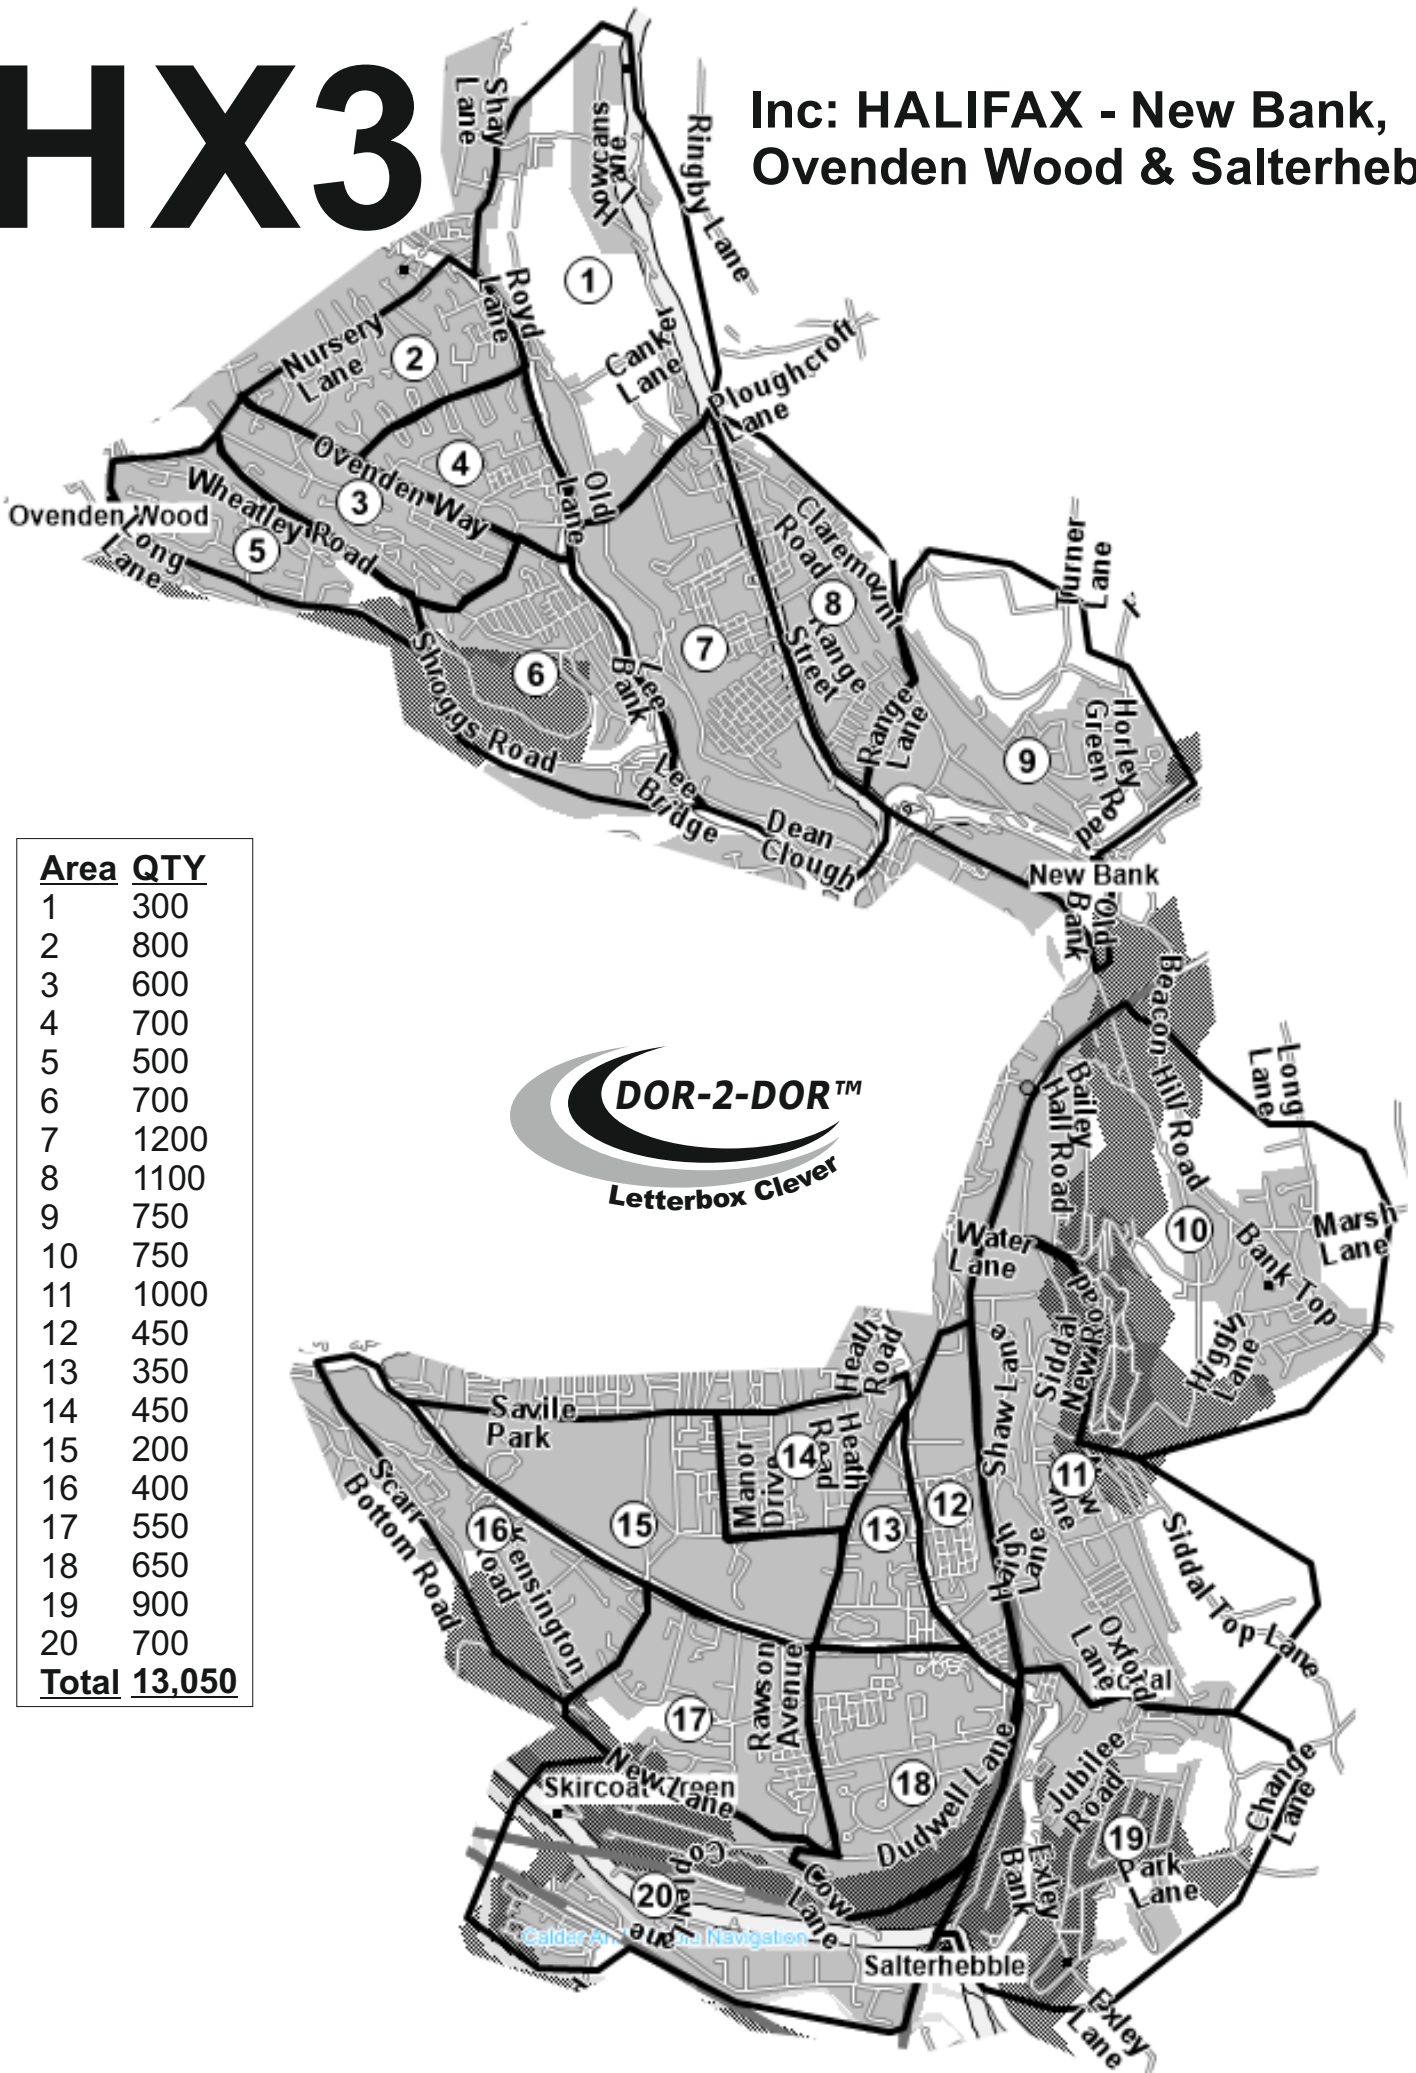 HX3
Inc: HALIFAX - New Bank,
Ovenden Wood & Salterheb
Shay
Lane
Howcans
Lane
Ringby Lane
1
Royd
Lane
Nursery
Lane
2
Canker
Lane
Ploughcroft
Lane
Ovenden Way
4
Old
Lane
3
Wheatley Road
Ovenden Wood
5
Long
Lane
Claremount
Road
8
Range
Street
Turner
Lane
7
6
Shroggs Road
Lee
Bank
Range
Lane
9
Horley
Green Road
Lee
Bridge
Dean
Clough
New Bank
Old
Bank
Area QTY
1 300
2 800
3 600
4 700
5 500
6 700
7 1200
8 1100
9 750
10 750
11 1000
12 450
13 350
14 450
15 200
16 400
17 550
18 650
19 900
20 700
Total 13,050
DOR-2-DOR™
Letterbox Clever
Beacon Hill Road
Long
Lane
Bailey
Hall Road
10
Marsh
Lane
Water
Lane
Bank Top
Higgin
Lane
Siddal
New Road
Shaw Lane
Heath
Road
Savile
Park
Heath
Road
14
Manor
Drive
11
Scarr
Bottom Road
16
Kensington
Road
15
13
12
Haigh
Lane
Siddal Top Lane
Oxford
Lane
Rawson
Avenue
17
18
Dudwell Lane
Jubilee
Road
Change
Lane
New Lane
Skircoat Green
19
Park
Lane
Exley
Bank
Copley Lane
20
Cow
Lane
Navigation
Salterhebble
Exley
Lane